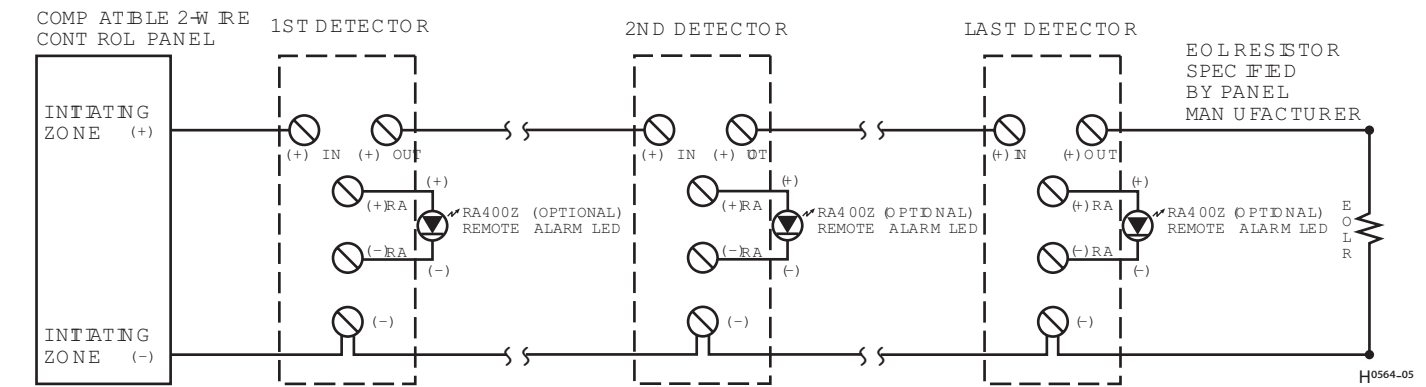 COMPATIBLE 2-WIRE
CONTROL PANEL
1ST DETECTOR
2ND DETECTOR
LAST DETECTOR
EOL RESISTOR
SPECIFIED
BY PANEL
MANUFACTURER
INITIATING
ZONE (+)
(+) IN (+) OUT
(+) IN (+) OUT
(+) IN (+) OUT
(+)
(+)RA
RA400Z (OPTIONAL)
REMOTE ALARM LED
(-)RA
(-)
(+)
(+)RA
RA400Z (OPTIONAL)
REMOTE ALARM LED
(-)RA
(-)
(+)
(+)RA
RA400Z (OPTIONAL)
REMOTE ALARM LED
(-)RA
(-)
E
O
L
R
(-)
(-)
(-)
INITIATING
ZONE (-)
H0564-05